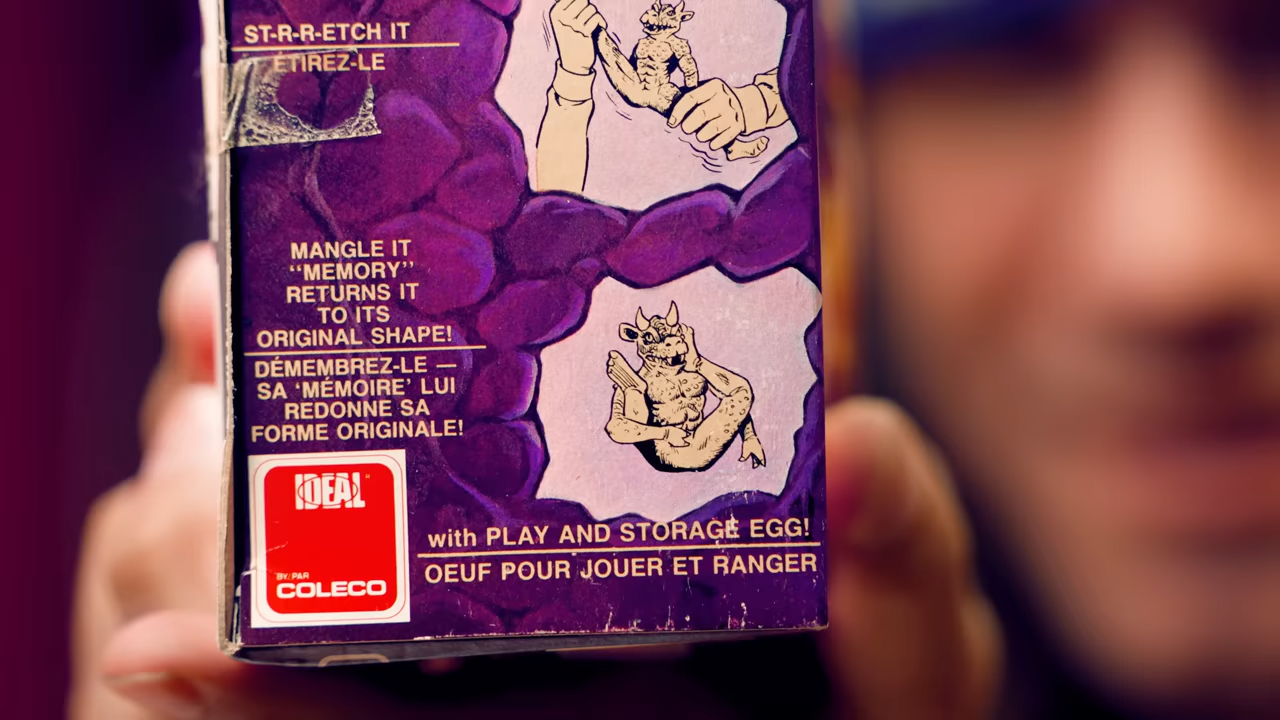 ST-R-R-ETCH IT
ÉTIREZ-LE
MANGLE IT
“MEMORY”
RETURNS IT
TO ITS
ORIGINAL SHAPE!
DÉMEMBREZ-LE —
SA ‘MÉMOIRE’ LUI
REDONNE SA
FORME ORIGINALE!
IDEAL
BY, PAR
COLECO
with PLAY AND STORAGE EGG!
OEUF POUR JOUER ET RANGER